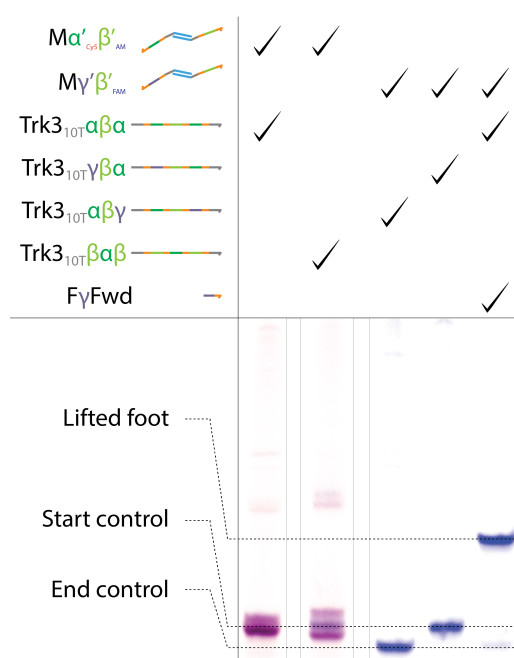 Mα′Cy5β′AM
Mγ′β′FAM
Trk310Tαβα
Trk310Tγβα
Trk310Tαβγ
Trk310Tβαβ
FγFwd
Lifted foot
Start control
End control